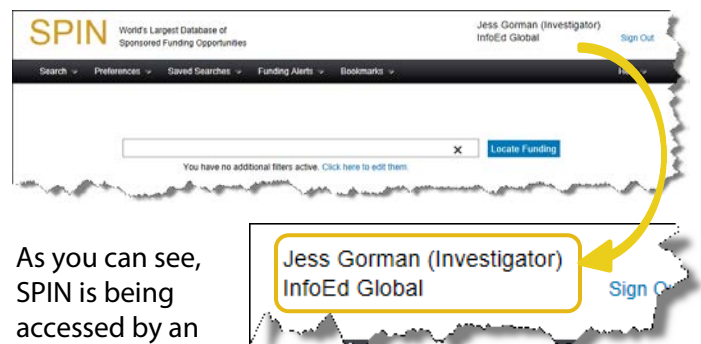 SPIN
World's Largest Database of
Sponsored Funding Opportunities
Jess Gorman (Investigator)
InfoEd Global
Sign Out
Search Preferences Saved Searches Funding Alerts Bookmarks
X Locate Funding
You have no additional filters active. Click here to edit them.
As you can see,
SPIN is being
accessed by an
Jess Gorman (Investigator)
InfoEd Global
Sign